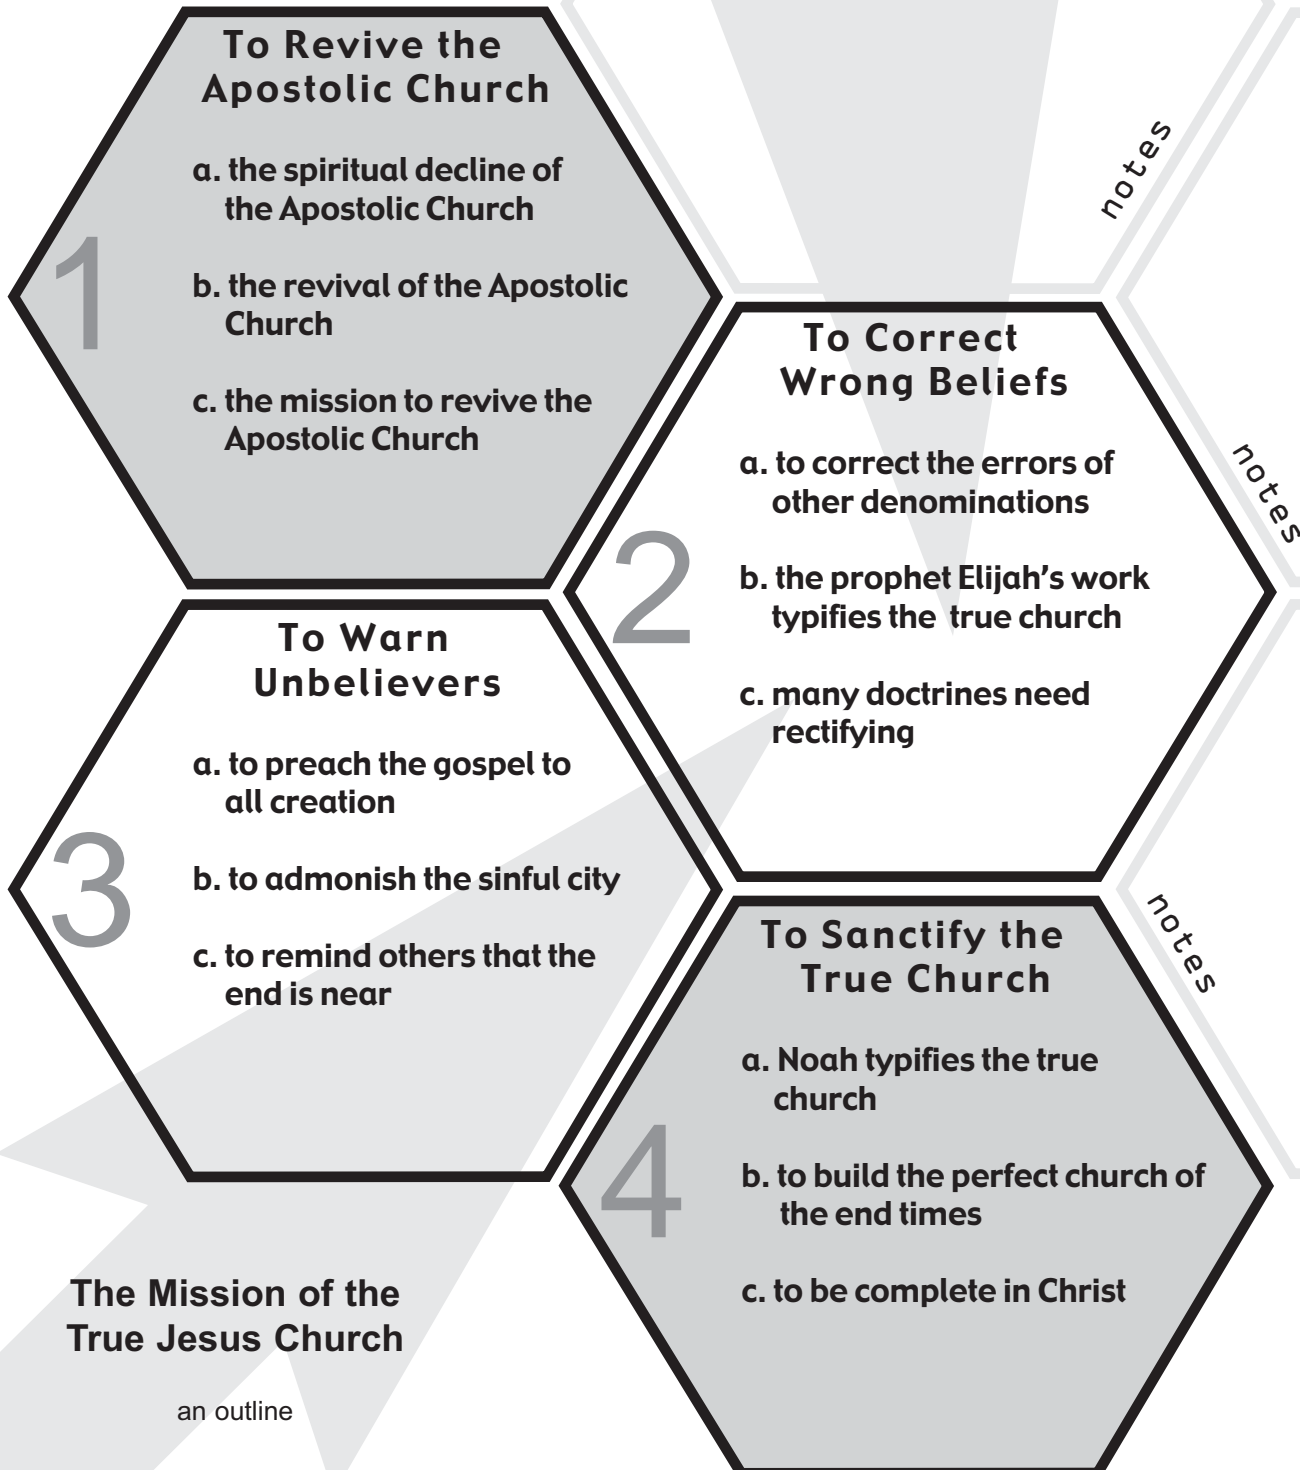 To Revive the
Apostolic Church
a. the spiritual decline of
the Apostolic Church
b. the revival of the Apostolic
Church
c. the mission to revive the
Apostolic Church
1
notes
To Correct
Wrong Beliefs
a. to correct the errors of
other denominations
b. the prophet Elijah's work
typifies the true church
c. many doctrines need
rectifying
2
notes
To Warn
Unbelievers
a. to preach the gospel to
all creation
b. to admonish the sinful city
c. to remind others that the
end is near
3
notes
To Sanctify the
True Church
a. Noah typifies the true
church
b. to build the perfect church of
the end times
c. to be complete in Christ
4
The Mission of the
True Jesus Church
an outline